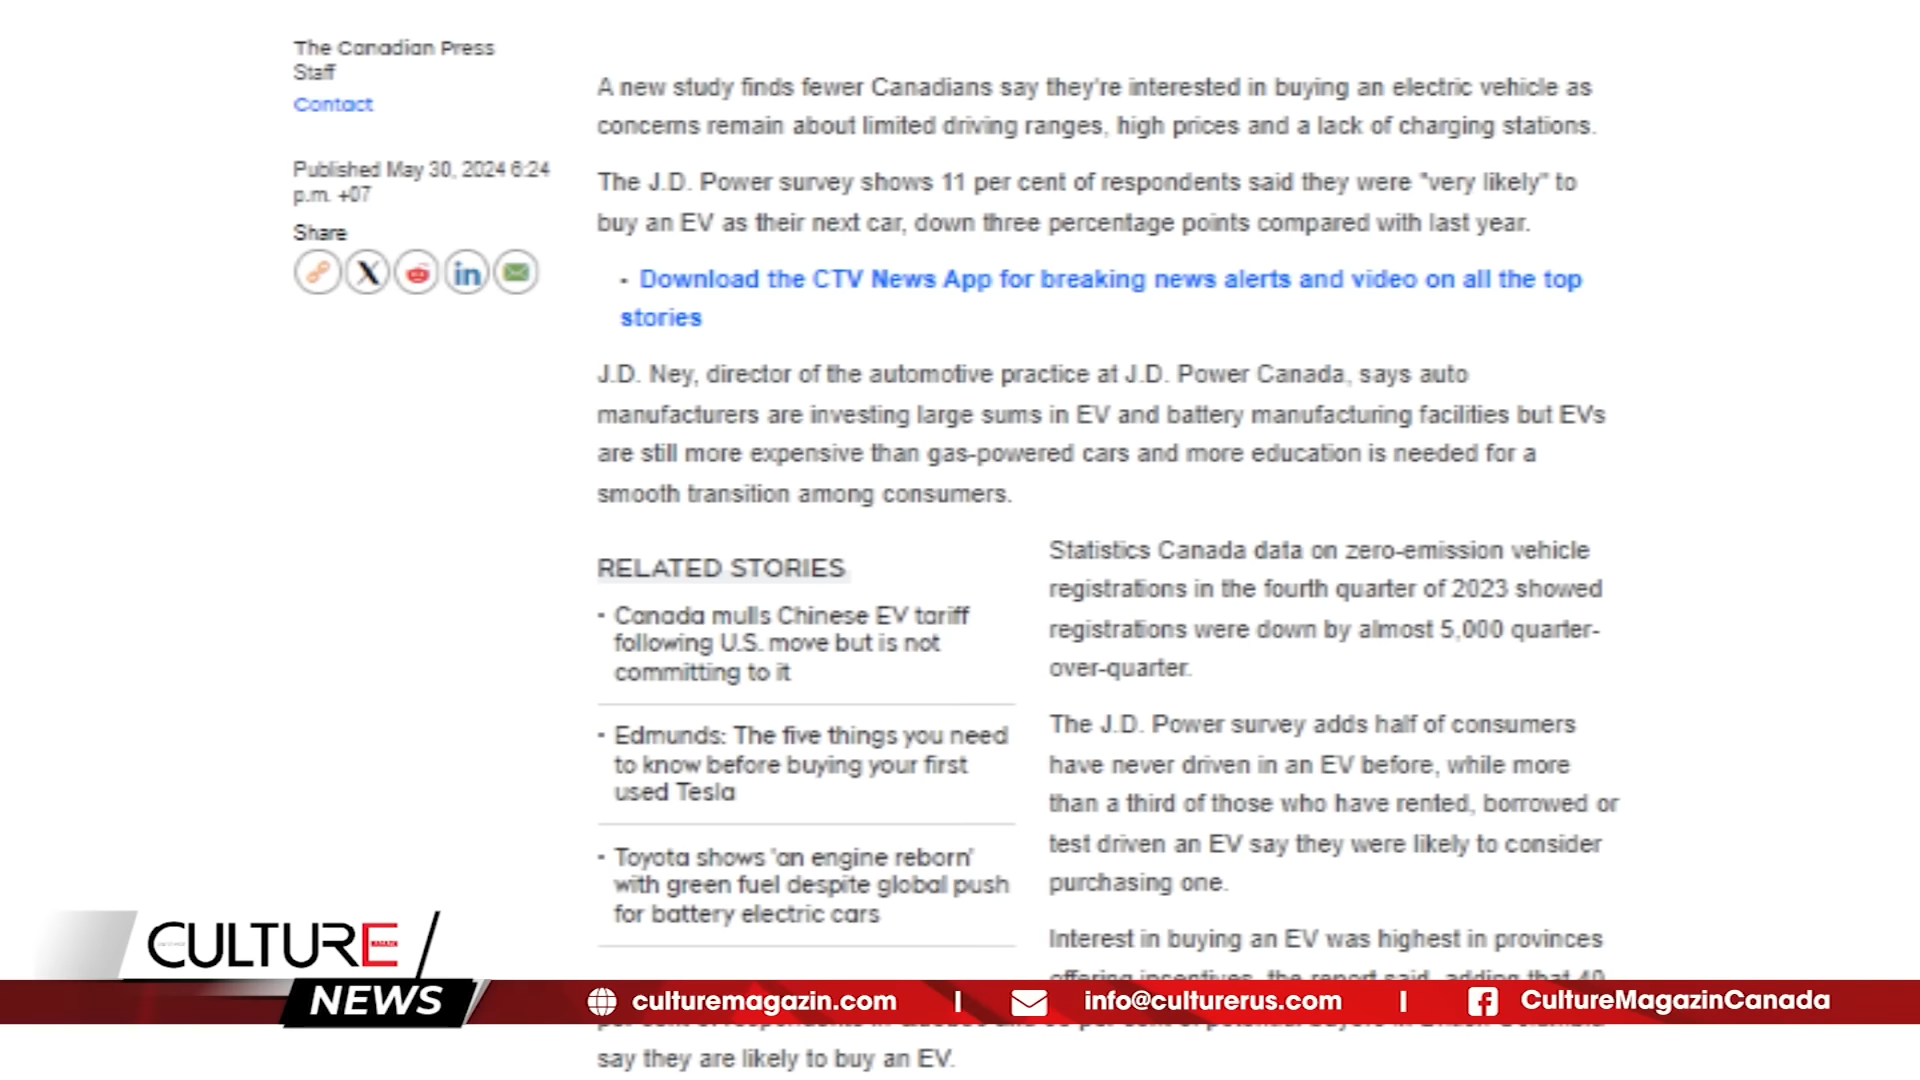 The Canadian Press
Staff
Contact
Published May 30, 2024 6:24
p.m. +07
Share
A new study finds fewer Canadians say they're interested in buying an electric vehicle as
concerns remain about limited driving ranges, high prices and a lack of charging stations.
The J.D. Power survey shows 11 per cent of respondents said they were "very likely" to
buy an EV as their next car, down three percentage points compared with last year.
• Download the CTV News App for breaking news alerts and video on all the top
stories
J.D. Ney, director of the automotive practice at J.D. Power Canada, says auto
manufacturers are investing large sums in EV and battery manufacturing facilities but EVs
are still more expensive than gas-powered cars and more education is needed for a
smooth transition among consumers.
RELATED STORIES
• Canada mulls Chinese EV tariff
following U.S. move but is not
committing to it
• Edmunds: The five things you need
to know before buying your first
used Tesla
• Toyota shows 'an engine reborn'
with green fuel despite global push
for battery electric cars
Statistics Canada data on zero-emission vehicle
registrations in the fourth quarter of 2023 showed
registrations were down by almost 5,000 quarter-
over-quarter.
The J.D. Power survey adds half of consumers
have never driven in an EV before, while more
than a third of those who have rented, borrowed or
test driven an EV say they were likely to consider
purchasing one.
Interest in buying an EV was highest in provinces
offering incentives, the report said, adding that 40
say they are likely to buy an EV.
CULTURE
NEWS
culturemagazin.com | info@culturerus.com | CultureMagazinCanada